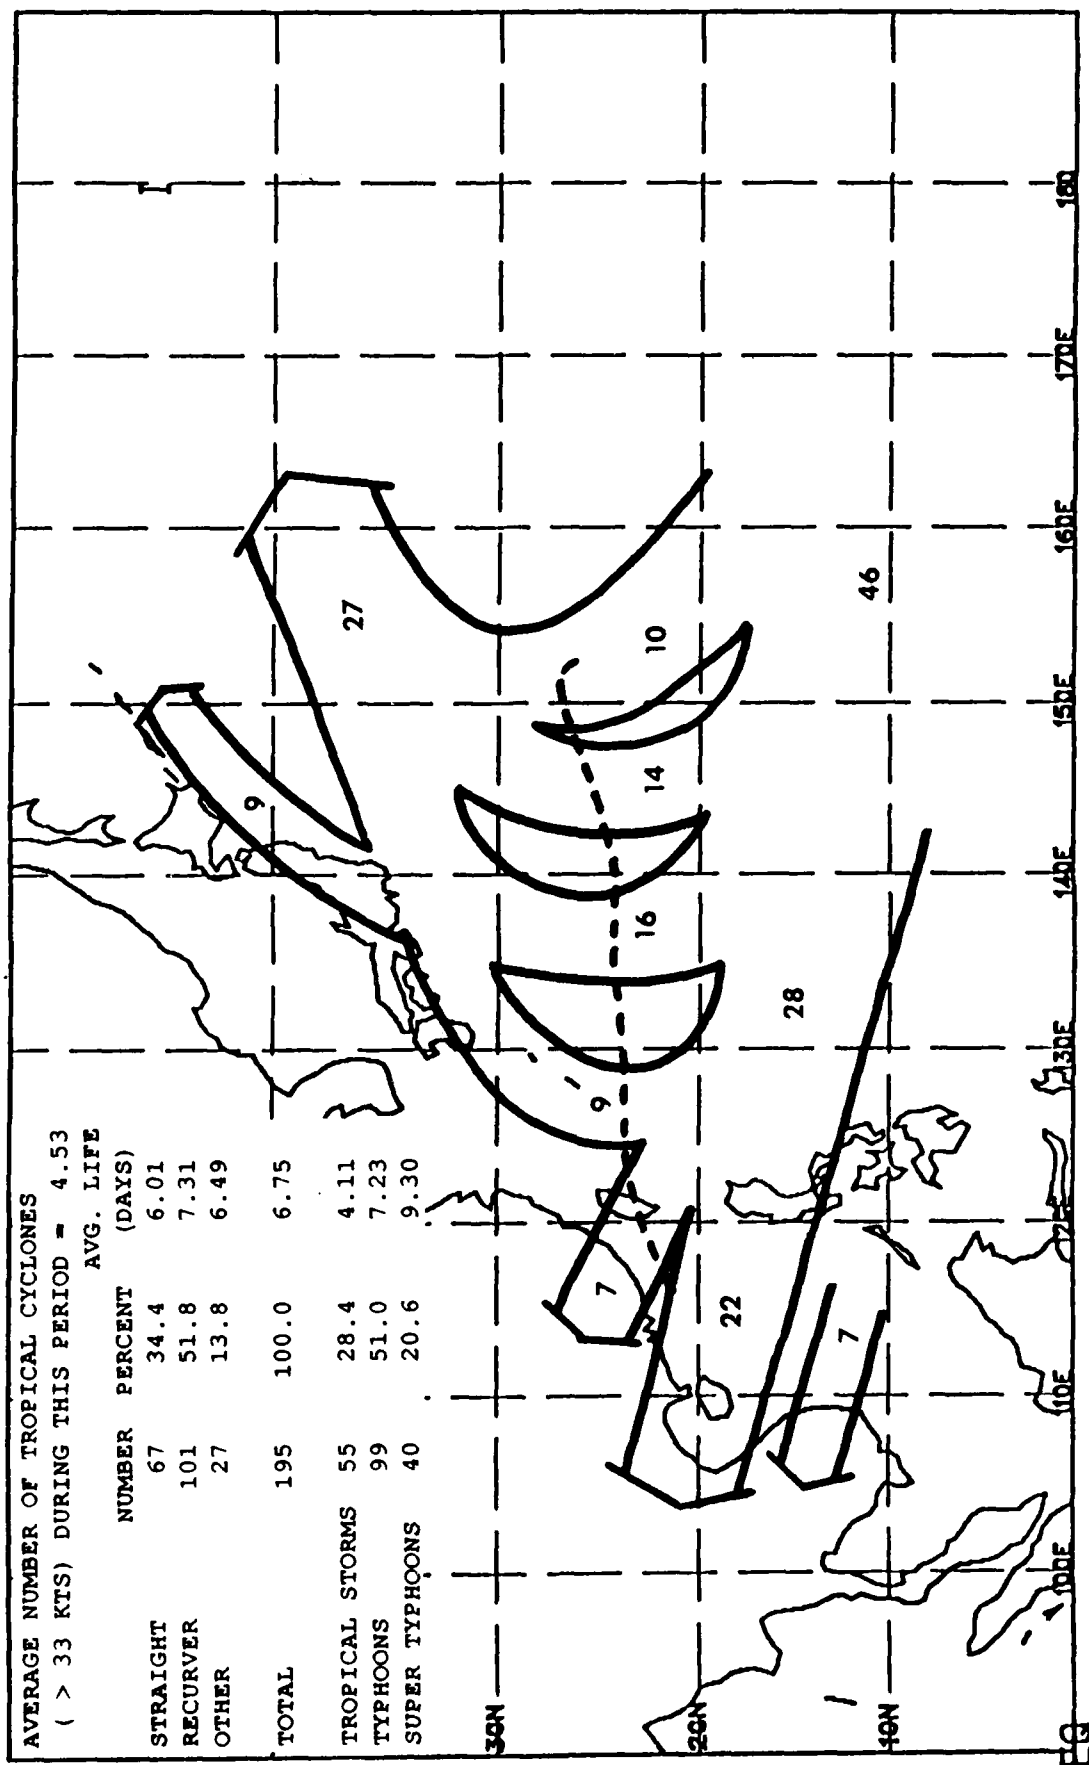 AVERAGE NUMBER OF TROPICAL CYCLONES
( > 33 KTS) DURING THIS PERIOD = 4.53
AVG. LIFE
NUMBER PERCENT (DAYS)
STRAIGHT 67 34.4 6.01
RECURVER 101 51.8 7.31
OTHER 27 13.8 6.49
TOTAL 195 100.0 6.75
TROPICAL STORMS 55 28.4 4.11
TYPHOONS 99 51.0 7.23
SUPER TYPHOONS 40 20.6 9.30
9
27
30N
7
9
16
14
10
20N
22
28
46
7
10N
EQ
100E 110E 12E 130E 140E 150E 160E 170E 180